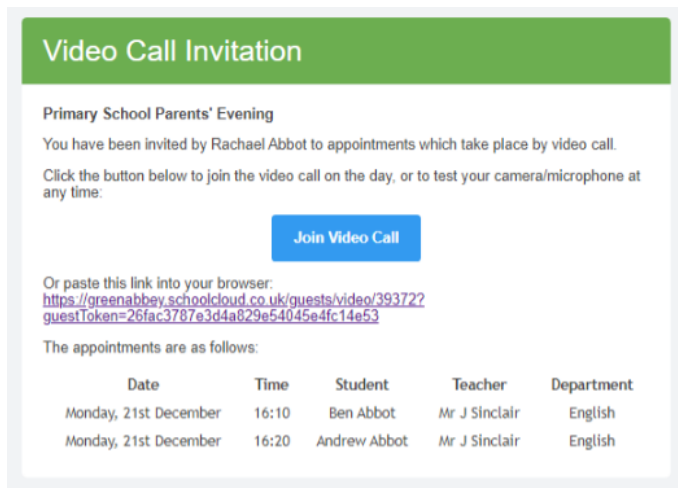 Video Call Invitation
Primary School Parents' Evening
You have been invited by Rachael Abbot to appointments which take place by video call.
Click the button below to join the video call on the day, or to test your camera/microphone at
any time:
Join Video Call
Or paste this link into your browser:
https://greenabbey.schoolcloud.co.uk/guests/video/39372?
guestToken=26fac3787e3d4a829e54045e4fc14e53
The appointments are as follows:
Date Time Student Teacher Department
Monday, 21st December 16:10 Ben Abbot Mr J Sinclair English
Monday, 21st December 16:20 Andrew Abbot Mr J Sinclair English